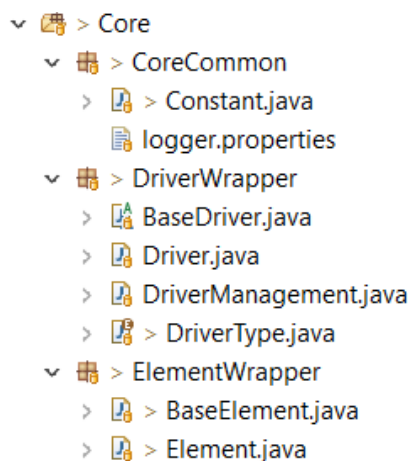 > Core
> CoreCommon
> Constant.java
logger.properties
> DriverWrapper
BaseDriver.java
Driver.java
DriverManagement.java
> DriverType.java
> ElementWrapper
> BaseElement.java
> Element.java